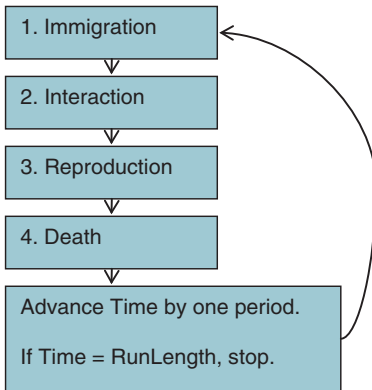 1. Immigration
2. Interaction
3. Reproduction
4. Death
Advance Time by one period.
If Time = RunLength, stop.